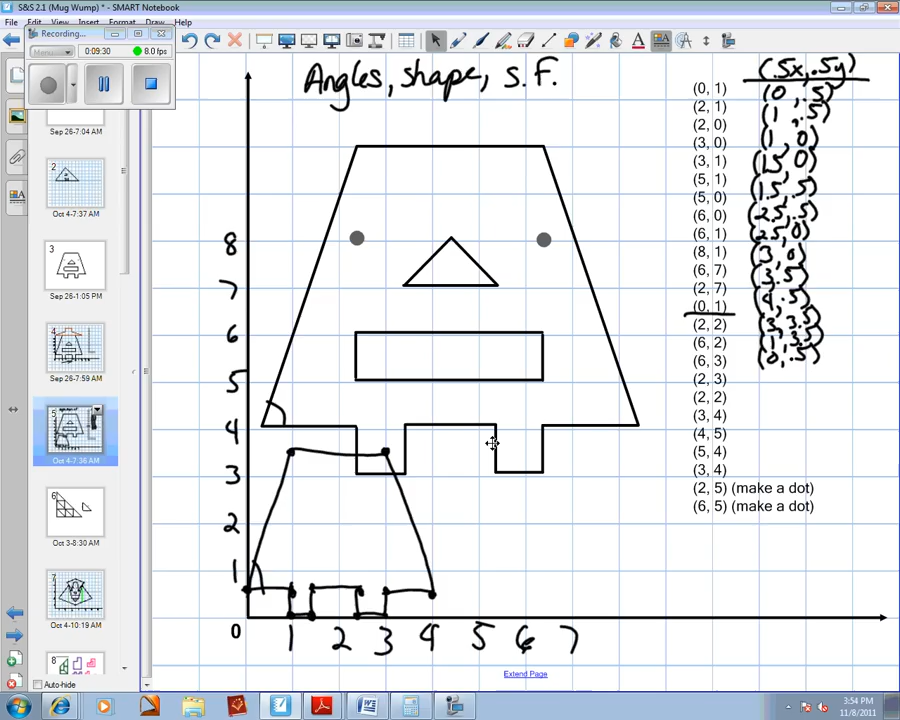 S&S 2.1 (Mug Wump) * - SMART Notebook
File Edit View Insert Format Draw Help
Recording...
Menu
0:09:30
8.0 fps
Angles, shape, s.F.
(.5x, .5y)
(0, 1) (0, .5)
(2, 1) (1, .5)
(2, 0) (1, 0)
(3, 0) (1.5, 0)
(3, 1) (1.5, .5)
(5, 1) (2.5, .5)
(5, 0) (2.5, 0)
(6, 0) (3, 0)
(6, 1) (3, .5)
(8, 1) (4, .5)
(6, 7) (3, 3.5)
(2, 7) (1, 3.5)
(0, 1) (0, .5)
(2, 2)
(6, 2)
(6, 3)
(2, 3)
(2, 2)
(3, 4)
(4, 5)
(5, 4)
(3, 4)
(2, 5) (make a dot)
(6, 5) (make a dot)
8
7
6
5
4
3
2
1
0 1 2 3 4 5 6 7
Extend Page
Sep 26-7:04 AM
2
Oct 4-7:37 AM
3
Sep 26-1:05 PM
4
Sep 26-7:59 AM
5
Oct 4-7:36 AM
6
Oct 3-8:30 AM
7
Oct 4-10:19 AM
8
Auto-hide
3:54 PM
11/8/2011